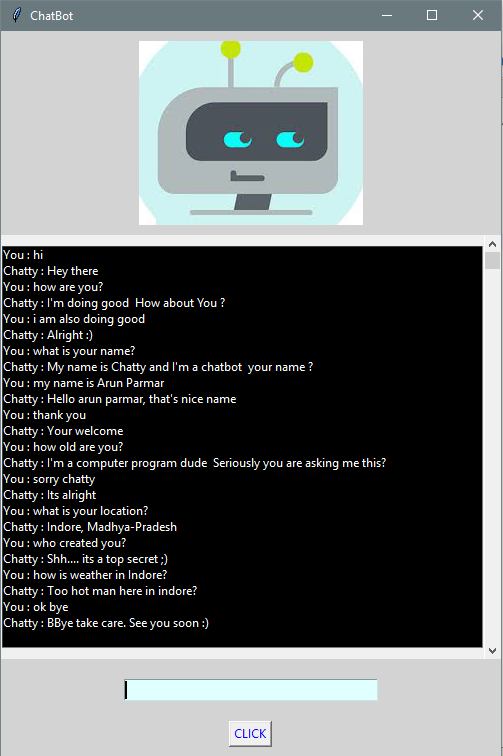 ChatBot
You : hi
Chatty : Hey there
You : how are you?
Chatty : I'm doing good  How about You ?
You : i am also doing good
Chatty : Alright :)
You : what is your name?
Chatty : My name is Chatty and I'm a chatbot  your name ?
You : my name is Arun Parmar
Chatty : Hello arun parmar, that's nice name
You : thank you
Chatty : Your welcome
You : how old are you?
Chatty : I'm a computer program dude  Seriously you are asking me this?
You : sorry chatty
Chatty : Its alright
You : what is your location?
Chatty : Indore, Madhya-Pradesh
You : who created you?
Chatty : Shh.... its a top secret ;)
You : how is weather in Indore?
Chatty : Too hot man here in indore?
You : ok bye
Chatty : BBye take care. See you soon :)
CLICK